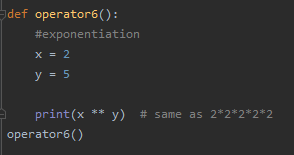 def operator6():
    #exponentiation
    x = 2
    y = 5

    print(x ** y)  # same as 2*2*2*2*2
operator6()